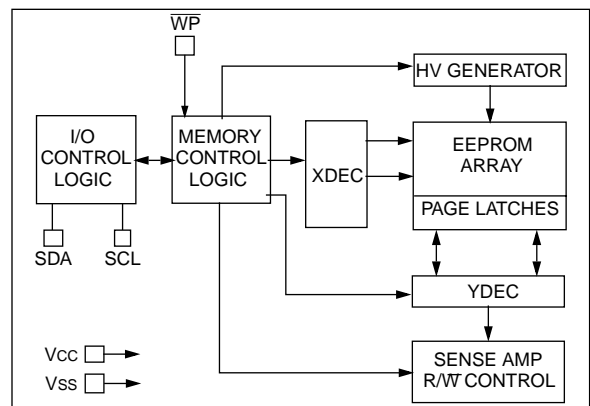 WP
HV GENERATOR
I/O
CONTROL
LOGIC
MEMORY
CONTROL
LOGIC
XDEC
EEPROM
ARRAY
PAGE LATCHES
SDA
SCL
YDEC
VCC
VSS
SENSE AMP
R/W CONTROL